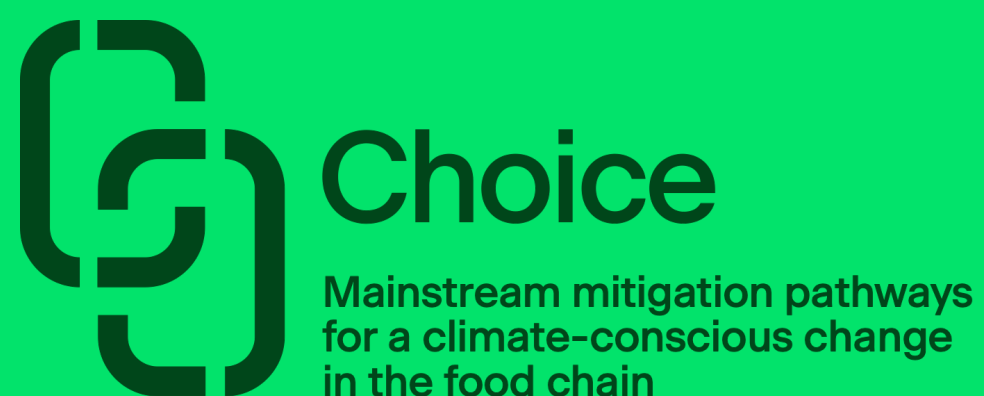 Choice
Mainstream mitigation pathways
for a climate-conscious change
in the food chain